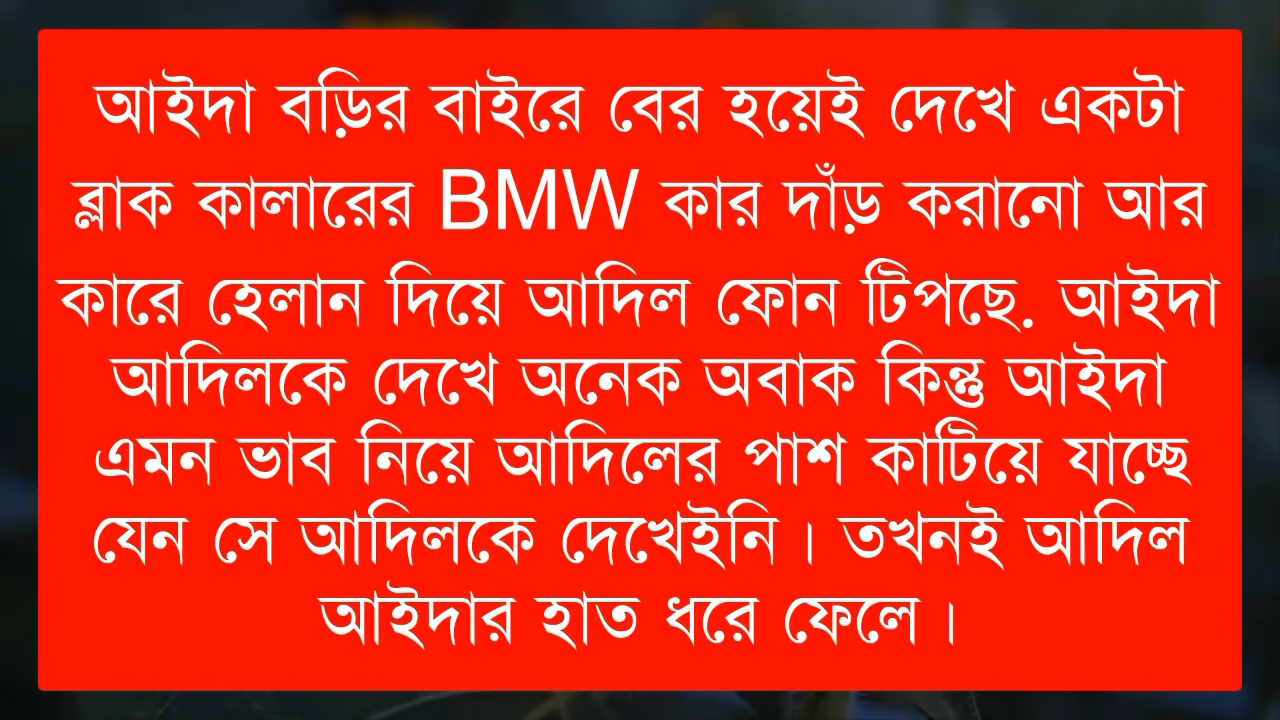 আইদা বড়ির বাইরে বের হয়েই দেখে একটা
ব্লাক কালারের BMW কার দাঁড় করানো আর
কারে হেলান দিয়ে আদিল ফোন টিপছে. আইদা
আদিলকে দেখে অনেক অবাক কিন্তু আইদা
এমন ভাব নিয়ে আদিলের পাশ কাটিয়ে যাচ্ছে
যেন সে আদিলকে দেখেইনি। তখনই আদিল
আইদার হাত ধরে ফেলে।